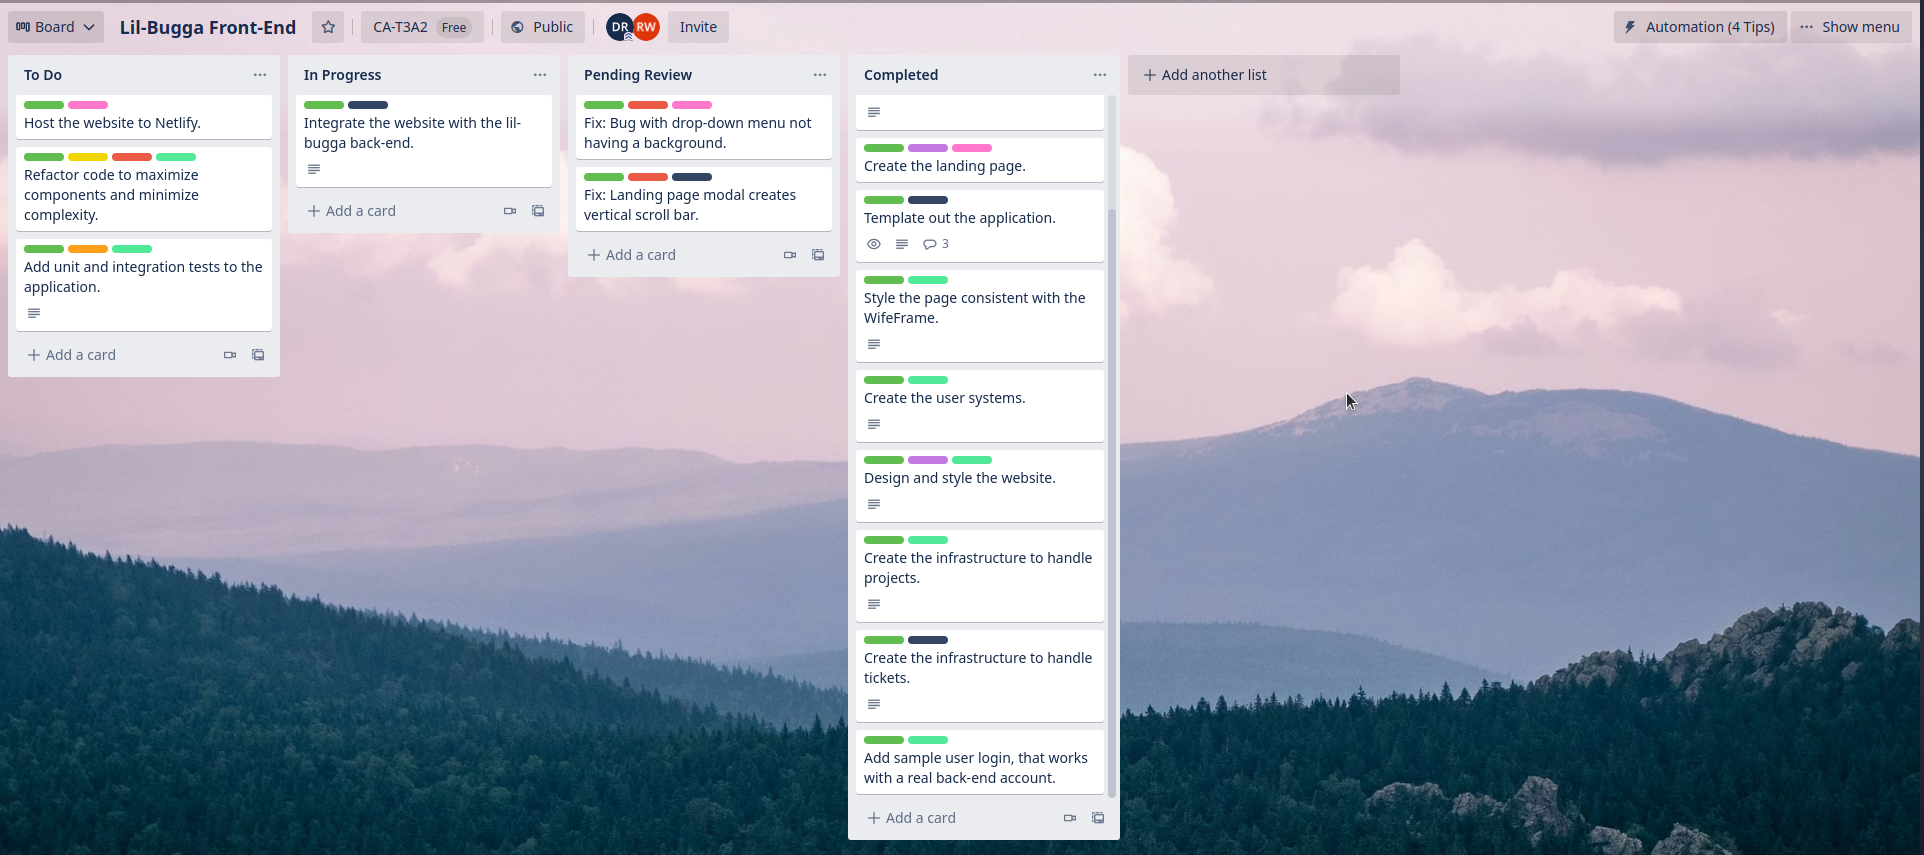 Board
Lil-Bugga Front-End
CA-T3A2 Free
Public
DR RW
Invite
Automation (4 Tips)
Show menu
To Do
Host the website to Netlify.
Refactor code to maximize
components and minimize
complexity.
Add unit and integration tests to the
application.
Add a card
In Progress
Integrate the website with the lil-
bugga back-end.
Add a card
Pending Review
Fix: Bug with drop-down menu not
having a background.
Fix: Landing page modal creates
vertical scroll bar.
Add a card
Completed
Create the landing page.
Template out the application.
3
Style the page consistent with the
WifeFrame.
Create the user systems.
Design and style the website.
Create the infrastructure to handle
projects.
Create the infrastructure to handle
tickets.
Add sample user login, that works
with a real back-end account.
Add a card
Add another list